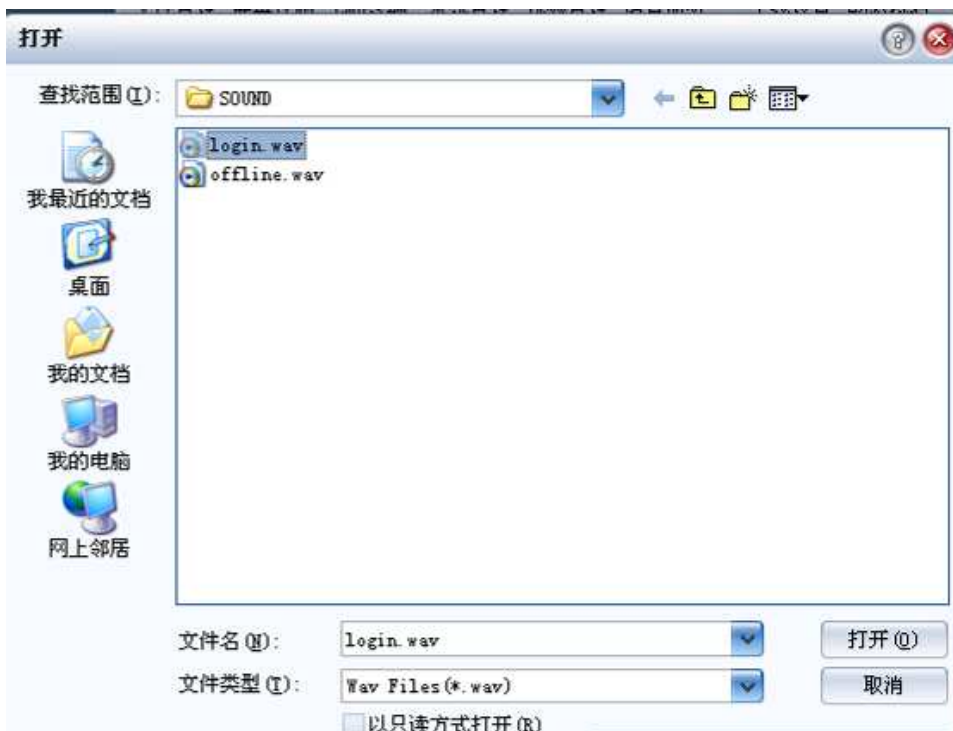 打开
查找范围(I):
SOUND
login.wav
offline.wav
我最近的文档
桌面
我的文档
我的电脑
网上邻居
文件名(N):
login.wav
打开(O)
文件类型(T):
Wav Files(*.wav)
取消
以只读方式打开(R)